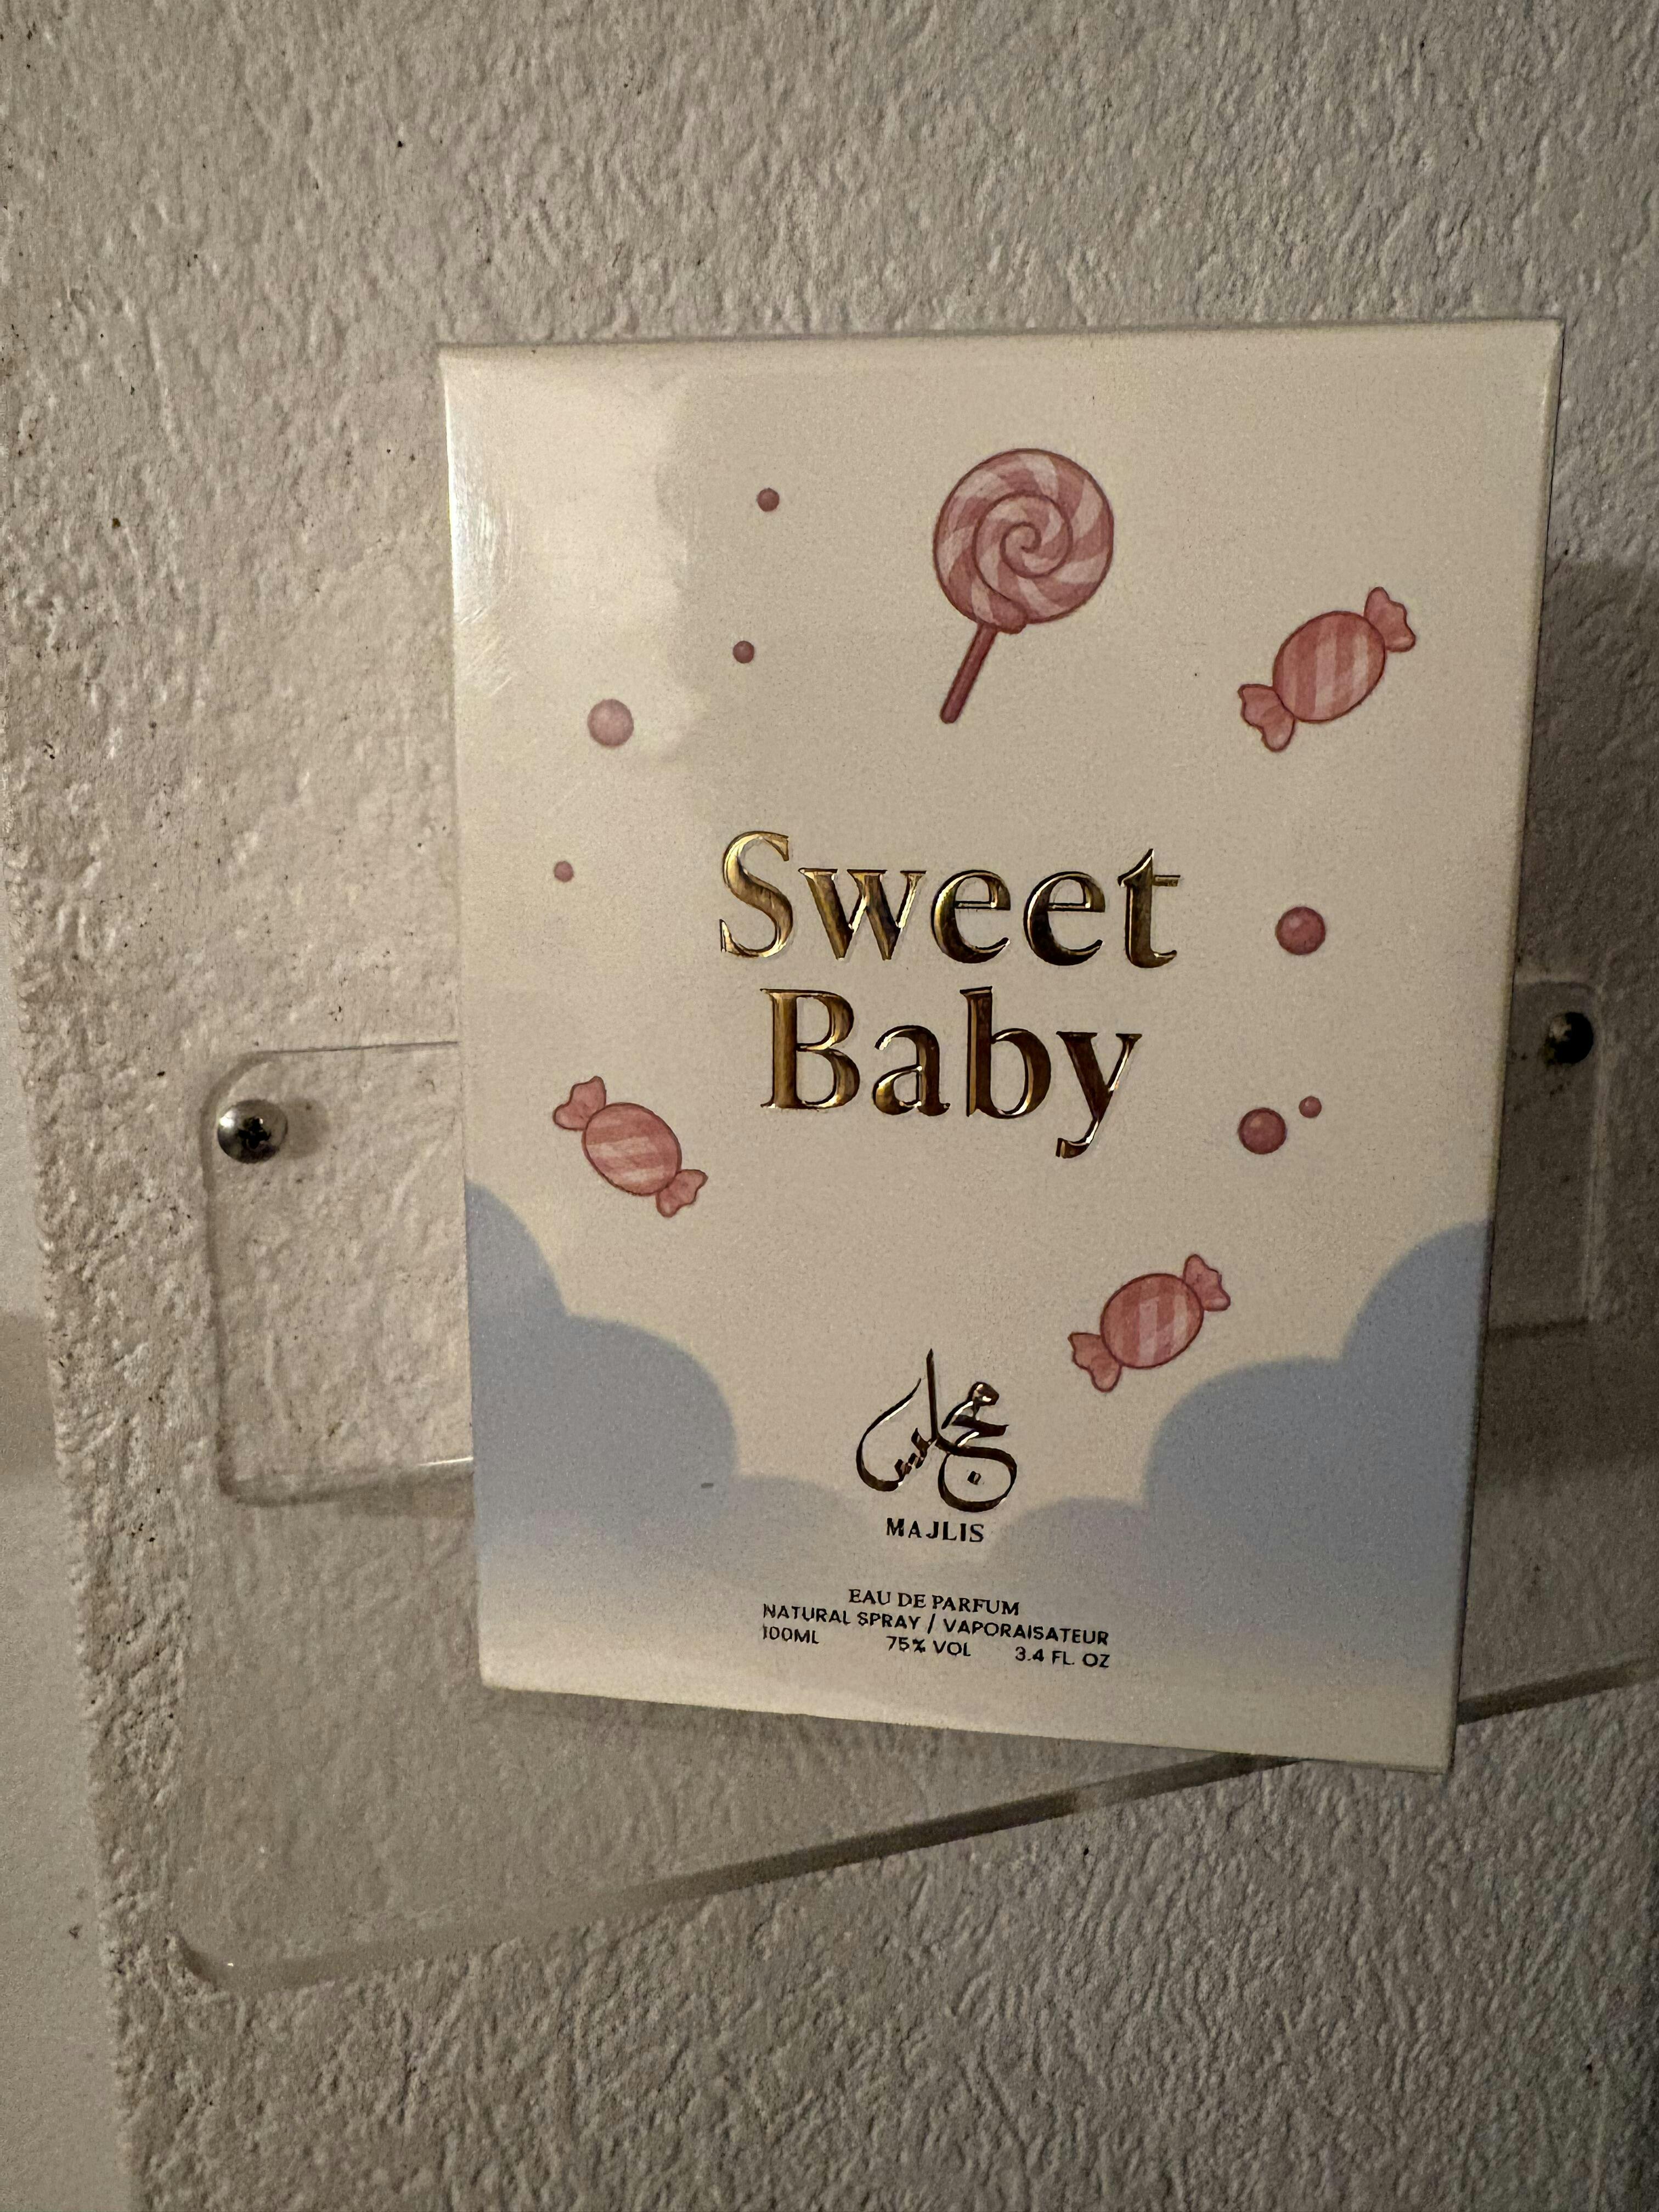 Sweet
Baby
مجلس
MAJLIS
EAU DE PARFUM
NATURAL SPRAY / VAPORAISATEUR
100ML 75% VOL 3.4 FL. OZ